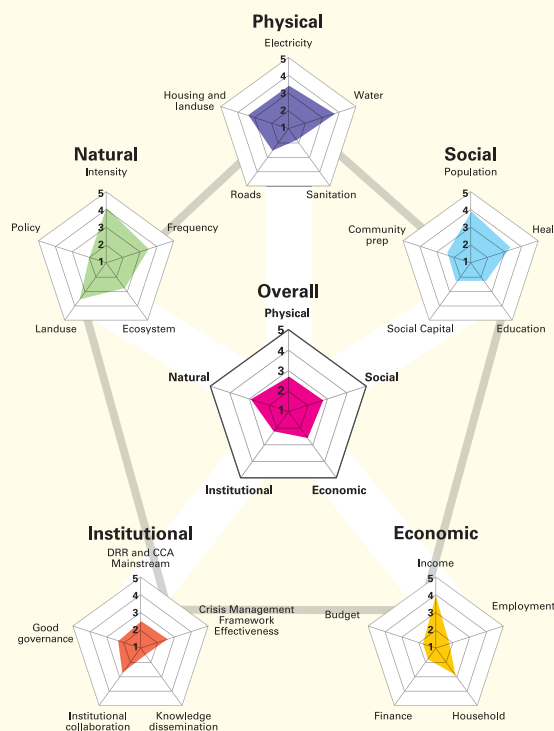 Physical
Electricity
5
4
3
2
1
Housing and
landuse
Water
Roads
Sanitation
Natural
Intensity
5
4
3
2
1
Policy
Frequency
Landuse
Ecosystem
Social
Population
5
4
3
2
1
Community
prep
Heal
Social Capital
Education
Overall
Physical
5
4
3
2
1
Natural
Social
Institutional
Economic
Institutional
DRR and CCA
Mainstream
5
4
3
2
1
Good
governance
Crisis Management
Framework
Effectiveness
Institutional
collaboration
Knowledge
dissemination
Economic
Income
5
4
3
2
1
Budget
Employment
Finance
Household